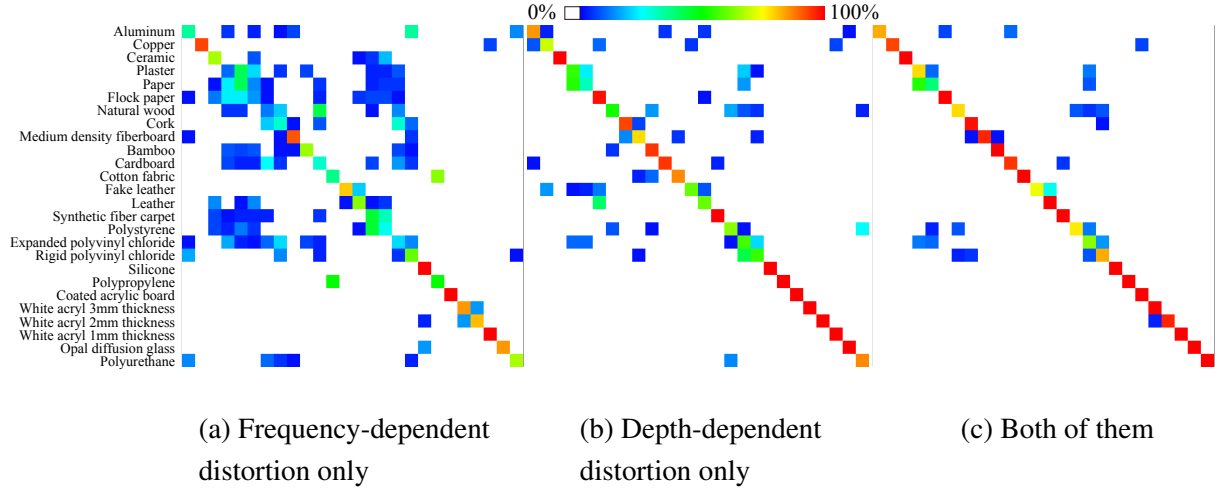 0%
100%
Aluminum
Copper
Ceramic
Plaster
Paper
Flock paper
Natural wood
Cork
Medium density fiberboard
Bamboo
Cardboard
Cotton fabric
Fake leather
Leather
Synthetic fiber carpet
Polystyrene
Expanded polyvinyl chloride
Rigid polyvinyl chloride
Silicone
Polypropylene
Coated acrylic board
White acryl 3mm thickness
White acryl 2mm thickness
White acryl 1mm thickness
Opal diffusion glass
Polyurethane
(a) Frequency-dependent
distortion only
(b) Depth-dependent
distortion only
(c) Both of them